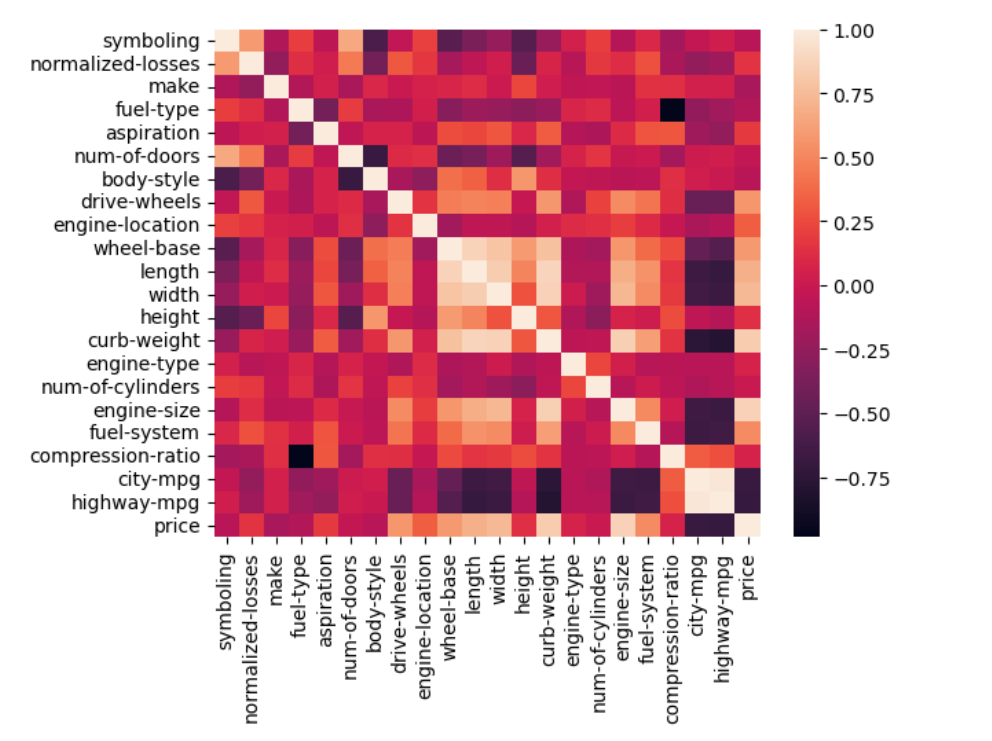 symboling
normalized-losses
make
fuel-type
aspiration
num-of-doors
body-style
drive-wheels
engine-location
wheel-base
length
width
height
curb-weight
engine-type
num-of-cylinders
engine-size
fuel-system
compression-ratio
city-mpg
highway-mpg
price
symboling
normalized-losses
make
fuel-type
aspiration
num-of-doors
body-style
drive-wheels
engine-location
wheel-base
length
width
height
curb-weight
engine-type
num-of-cylinders
engine-size
fuel-system
compression-ratio
city-mpg
highway-mpg
price
1.00
0.75
0.50
0.25
0.00
−0.25
−0.50
−0.75